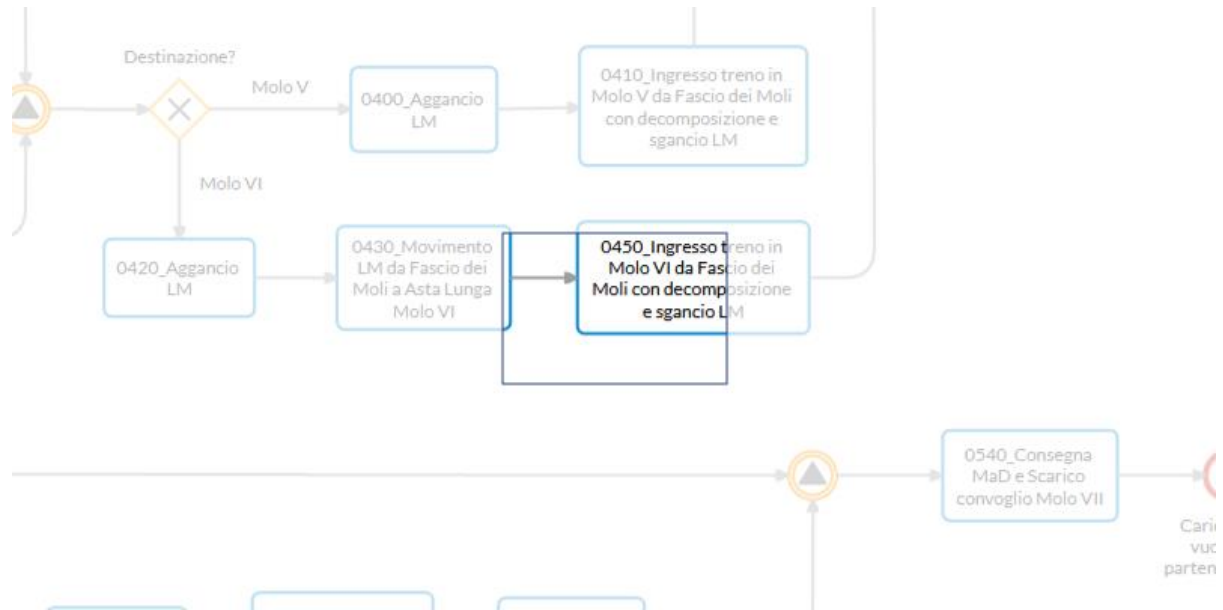 Destinazione?
Molo V
0400_Aggancio
LM
0410_Ingresso treno in
Molo V da Fascio dei Moli
con decomposizione e
sgancio LM
Molo VI
0420_Aggancio
LM
0430_Movimento
LM da Fascio dei
Moli a Asta Lunga
Molo VI
0450_Ingresso treno in
Molo VI da Fascio dei
Moli con decomposizione
e sgancio LM
0540_Consegna
MaD e Scarico
convoglio Molo VII